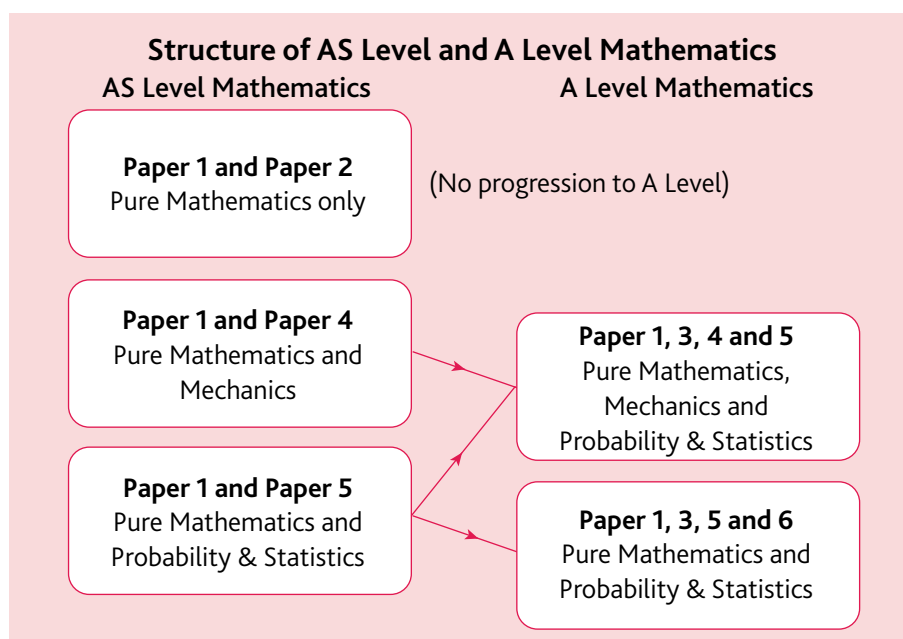 Structure of AS Level and A Level Mathematics
AS Level Mathematics
A Level Mathematics
Paper 1 and Paper 2
Pure Mathematics only
(No progression to A Level)
Paper 1 and Paper 4
Pure Mathematics and
Mechanics
Paper 1, 3, 4 and 5
Pure Mathematics,
Mechanics and
Probability & Statistics
Paper 1 and Paper 5
Pure Mathematics and
Probability & Statistics
Paper 1, 3, 5 and 6
Pure Mathematics and
Probability & Statistics